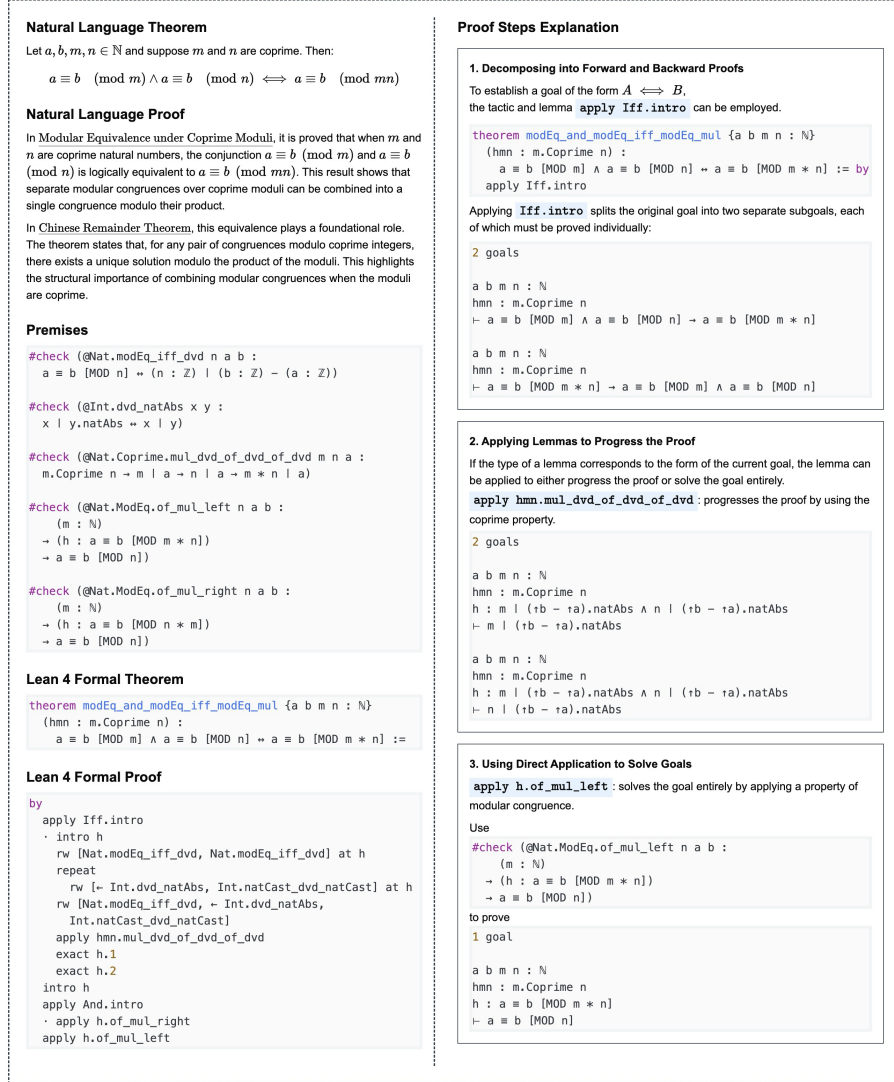 Natural Language Theorem
Let a, b, m, n ∈ ℕ and suppose m and n are coprime. Then:
a ≡ b (mod m) ∧ a ≡ b (mod n) ⟺ a ≡ b (mod mn)
Natural Language Proof
In Modular Equivalence under Coprime Moduli, it is proved that when m and
n are coprime natural numbers, the conjunction a ≡ b (mod m) and a ≡ b
(mod n) is logically equivalent to a ≡ b (mod mn). This result shows that
separate modular congruences over coprime moduli can be combined into a
single congruence modulo their product.
In Chinese Remainder Theorem, this equivalence plays a foundational role.
The theorem states that, for any pair of congruences modulo coprime integers,
there exists a unique solution modulo the product of the moduli. This highlights
the structural importance of combining modular congruences when the moduli
are coprime.
Premises
#check (@Nat.modEq_iff_dvd n a b :
  a ≡ b [MOD n] ↔ (n : ℤ) ∣ (b : ℤ) − (a : ℤ))
#check (@Int.dvd_natAbs x y :
  x ∣ y.natAbs ↔ x ∣ y)
#check (@Nat.Coprime.mul_dvd_of_dvd_of_dvd m n a :
  m.Coprime n → m ∣ a → n ∣ a → m * n ∣ a)
#check (@Nat.ModEq.of_mul_left n a b :
    (m : ℕ)
  → (h : a ≡ b [MOD m * n])
  → a ≡ b [MOD n])
#check (@Nat.ModEq.of_mul_right n a b :
    (m : ℕ)
  → (h : a ≡ b [MOD n * m])
  → a ≡ b [MOD n])
Lean 4 Formal Theorem
theorem modEq_and_modEq_iff_modEq_mul {a b m n : ℕ}
  (hmn : m.Coprime n) :
    a ≡ b [MOD m] ∧ a ≡ b [MOD n] ↔ a ≡ b [MOD m * n] :=
Lean 4 Formal Proof
by
  apply Iff.intro
  · intro h
    rw [Nat.modEq_iff_dvd, Nat.modEq_iff_dvd] at h
    repeat
      rw [← Int.dvd_natAbs, Int.natCast_dvd_natCast] at h
    rw [Nat.modEq_iff_dvd, ← Int.dvd_natAbs,
      Int.natCast_dvd_natCast]
    apply hmn.mul_dvd_of_dvd_of_dvd
    exact h.1
    exact h.2
  intro h
  apply And.intro
  · apply h.of_mul_right
  apply h.of_mul_left
Proof Steps Explanation
1. Decomposing into Forward and Backward Proofs
To establish a goal of the form A ⟺ B,
the tactic and lemma apply Iff.intro can be employed.
theorem modEq_and_modEq_iff_modEq_mul {a b m n : ℕ}
  (hmn : m.Coprime n) :
    a ≡ b [MOD m] ∧ a ≡ b [MOD n] ↔ a ≡ b [MOD m * n] := by
  apply Iff.intro
Applying Iff.intro splits the original goal into two separate subgoals, each
of which must be proved individually:
2 goals
a b m n : ℕ
hmn : m.Coprime n
⊢ a ≡ b [MOD m] ∧ a ≡ b [MOD n] → a ≡ b [MOD m * n]
a b m n : ℕ
hmn : m.Coprime n
⊢ a ≡ b [MOD m * n] → a ≡ b [MOD m] ∧ a ≡ b [MOD n]
2. Applying Lemmas to Progress the Proof
If the type of a lemma corresponds to the form of the current goal, the lemma can
be applied to either progress the proof or solve the goal entirely.
apply hmn.mul_dvd_of_dvd_of_dvd : progresses the proof by using the
coprime property.
2 goals
a b m n : ℕ
hmn : m.Coprime n
h : m ∣ (↑b − ↑a).natAbs ∧ n ∣ (↑b − ↑a).natAbs
⊢ m ∣ (↑b − ↑a).natAbs
a b m n : ℕ
hmn : m.Coprime n
h : m ∣ (↑b − ↑a).natAbs ∧ n ∣ (↑b − ↑a).natAbs
⊢ n ∣ (↑b − ↑a).natAbs
3. Using Direct Application to Solve Goals
apply h.of_mul_left : solves the goal entirely by applying a property of
modular congruence.
Use
#check (@Nat.ModEq.of_mul_left n a b :
    (m : ℕ)
  → (h : a ≡ b [MOD m * n])
  → a ≡ b [MOD n])
to prove
1 goal
a b m n : ℕ
hmn : m.Coprime n
h : a ≡ b [MOD m * n]
⊢ a ≡ b [MOD n]